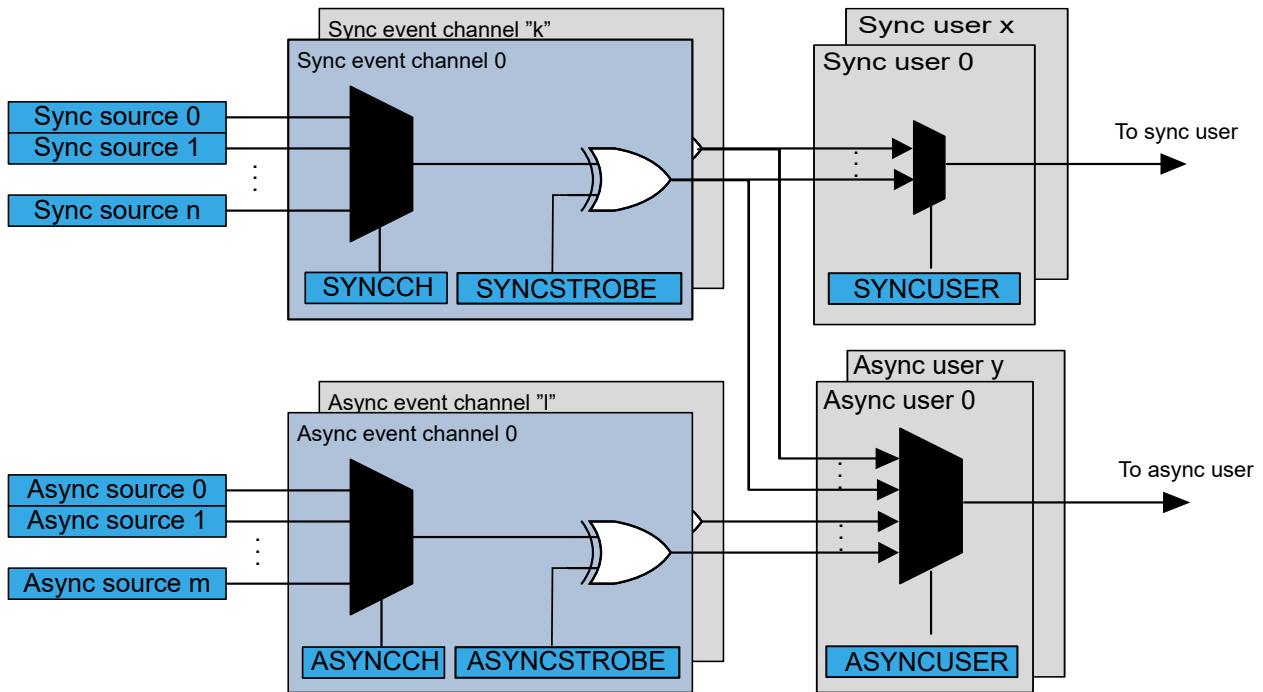 Sync event channel ”k”
Sync event channel 0
Sync source 0
Sync source 1
Sync source n
SYNCCH
SYNCSTROBE
Sync user x
Sync user 0
SYNCUSER
To sync user
Async event channel ”l”
Async event channel 0
Async source 0
Async source 1
Async source m
ASYNCCH
ASYNCSTROBE
Async user y
Async user 0
ASYNCUSER
To async user